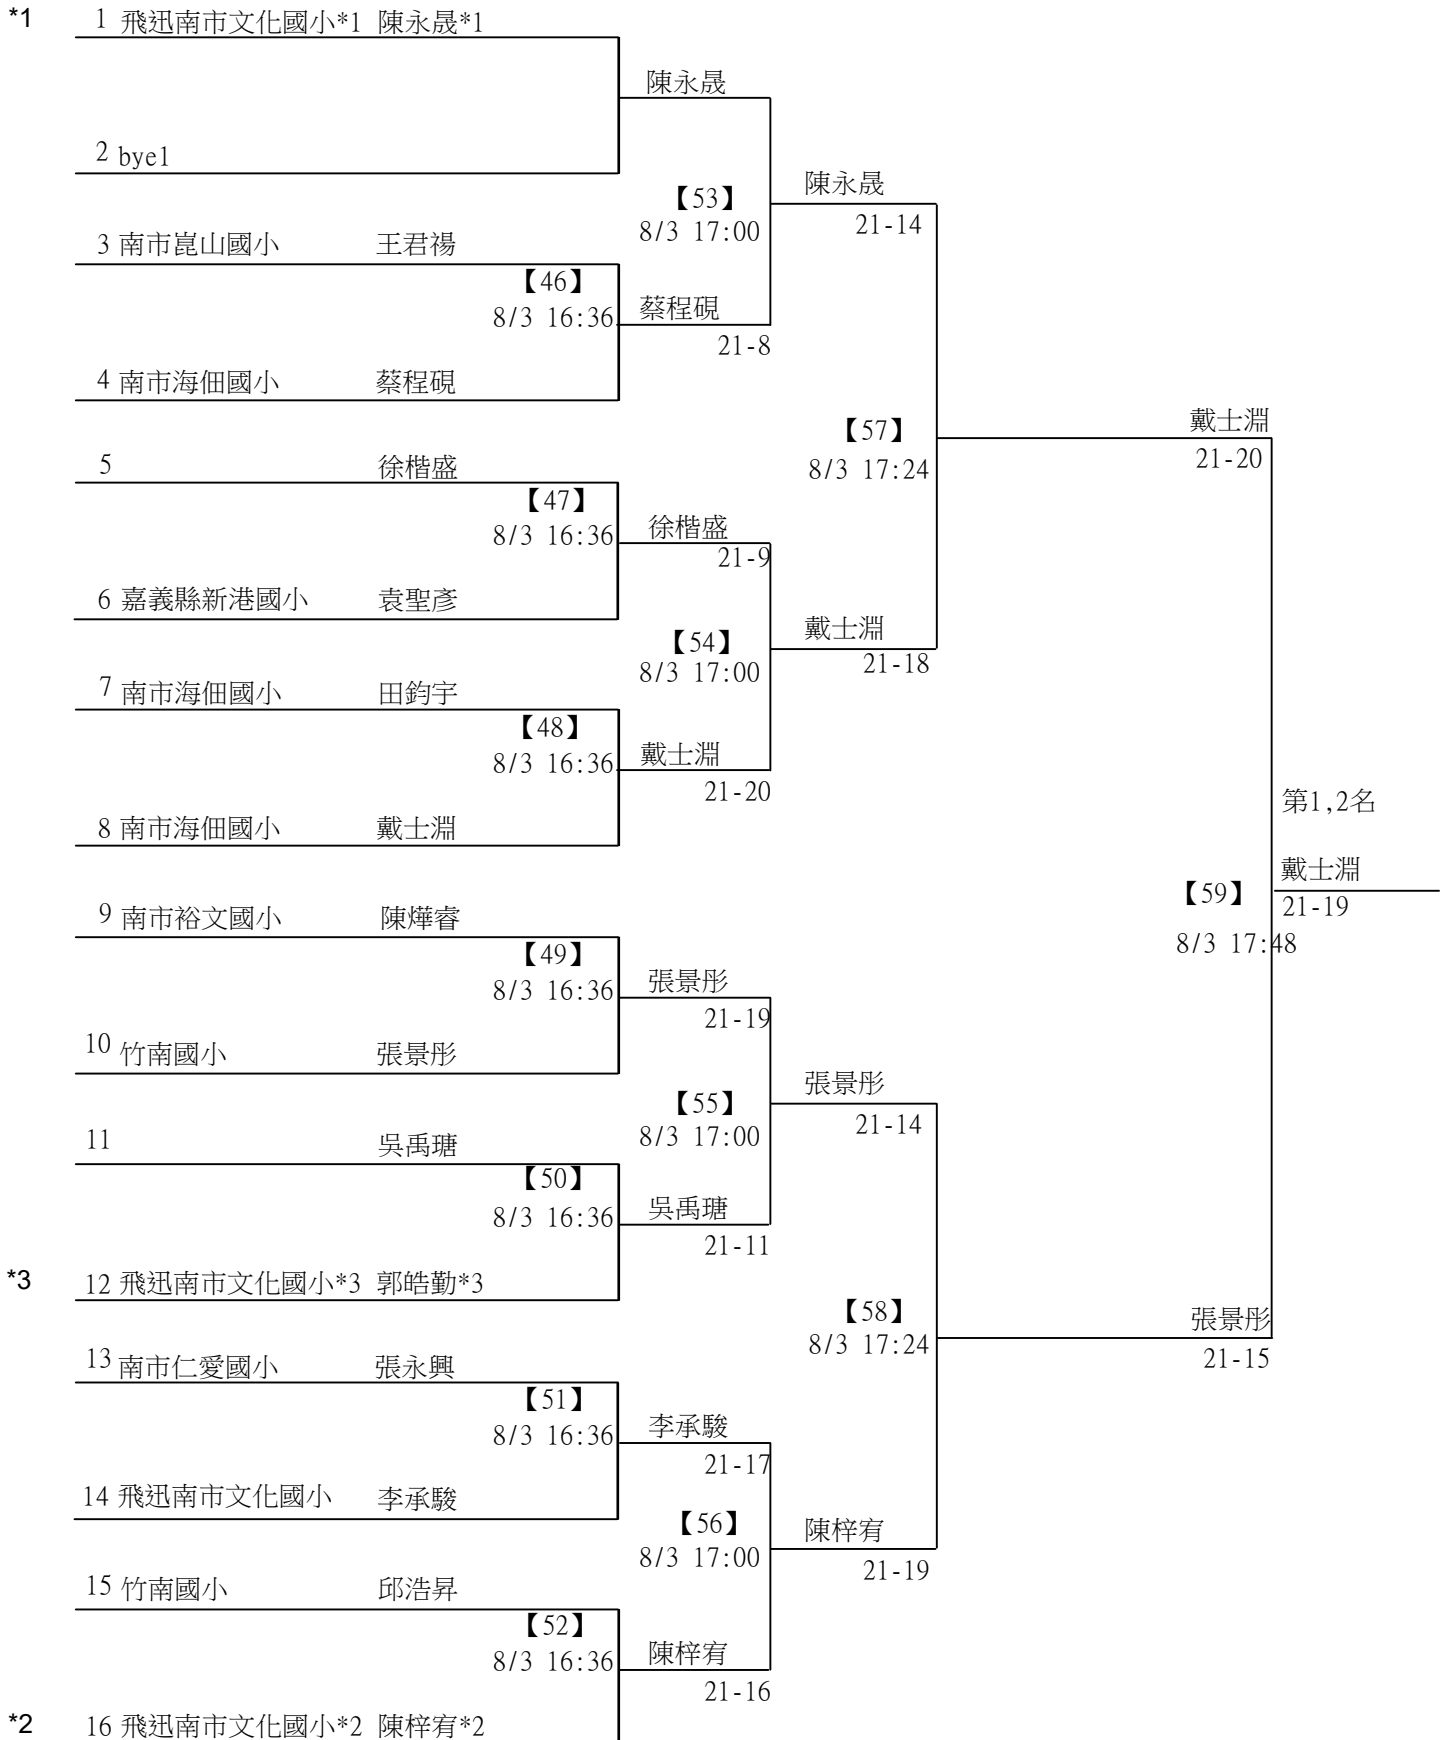 *1 1 飛迅南市文化國小*1 陳永晟*1
陳永晟
2 bye1
【53】 陳永晟
8/3 17:00 21-14
3 南市崑山國小 王君禓
【46】
8/3 16:36 蔡程硯
21-8
4 南市海佃國小 蔡程硯
【57】 戴士淵
8/3 17:24 21-20
5 徐楷盛
【47】
8/3 16:36 徐楷盛
21-9
6 嘉義縣新港國小 袁聖彥
【54】 戴士淵
8/3 17:00 21-18
7 南市海佃國小 田鈞宇
【48】
8/3 16:36 戴士淵
21-20
第1,2名
8 南市海佃國小 戴士淵
戴士淵
【59】 21-19
8/3 17:48
9 南市裕文國小 陳燁睿
【49】
8/3 16:36 張景彤
21-19
10 竹南國小 張景彤
張景彤
【55】 21-14
8/3 17:00
11 吳禹瑭
【50】
8/3 16:36 吳禹瑭
21-11
*3 12 飛迅南市文化國小*3 郭皓勤*3
【58】 張景彤
8/3 17:24 21-15
13 南市仁愛國小 張永興
【51】
8/3 16:36 李承駿
21-17
14 飛迅南市文化國小 李承駿
【56】 陳梓宥
8/3 17:00 21-19
15 竹南國小 邱浩昇
【52】
8/3 16:36 陳梓宥
21-16
*2 16 飛迅南市文化國小*2 陳梓宥*2